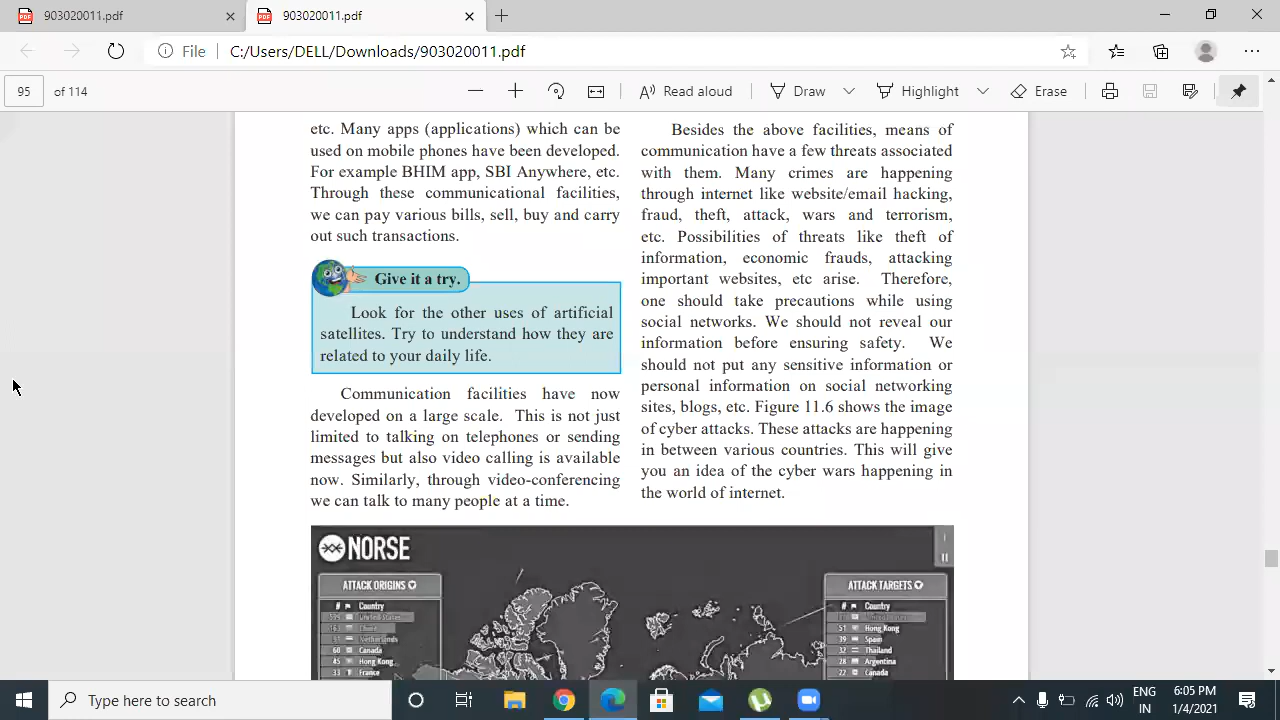 903020011.pdf
903020011.pdf
File
C:/Users/DELL/Downloads/903020011.pdf
95 of 114
Read aloud
Draw
Highlight
Erase
etc. Many apps (applications) which can be
used on mobile phones have been developed.
For example BHIM app, SBI Anywhere, etc.
Through these communicational facilities,
we can pay various bills, sell, buy and carry
out such transactions.
Give it a try.
Look for the other uses of artificial
satellites. Try to understand how they are
related to your daily life.
Communication facilities have now
developed on a large scale. This is not just
limited to talking on telephones or sending
messages but also video calling is available
now. Similarly, through video-conferencing
we can talk to many people at a time.
Besides the above facilities, means of
communication have a few threats associated
with them. Many crimes are happening
through internet like website/email hacking,
fraud, theft, attack, wars and terrorism,
etc. Possibilities of threats like theft of
information, economic frauds, attacking
important websites, etc arise. Therefore,
one should take precautions while using
social networks. We should not reveal our
information before ensuring safety. We
should not put any sensitive information or
personal information on social networking
sites, blogs, etc. Figure 11.6 shows the image
of cyber attacks. These attacks are happening
in between various countries. This will give
you an idea of the cyber wars happening in
the world of internet.
NORSE
ATTACK ORIGINS
# Country
United States
China
Netherlands
60 Canada
45 Hong Kong
33 France
ATTACK TARGETS
# Country
51 Hong Kong
39 Spain
32 Thailand
28 Argentina
22 Canada
Type here to search
ENG
IN
6:05 PM
1/4/2021